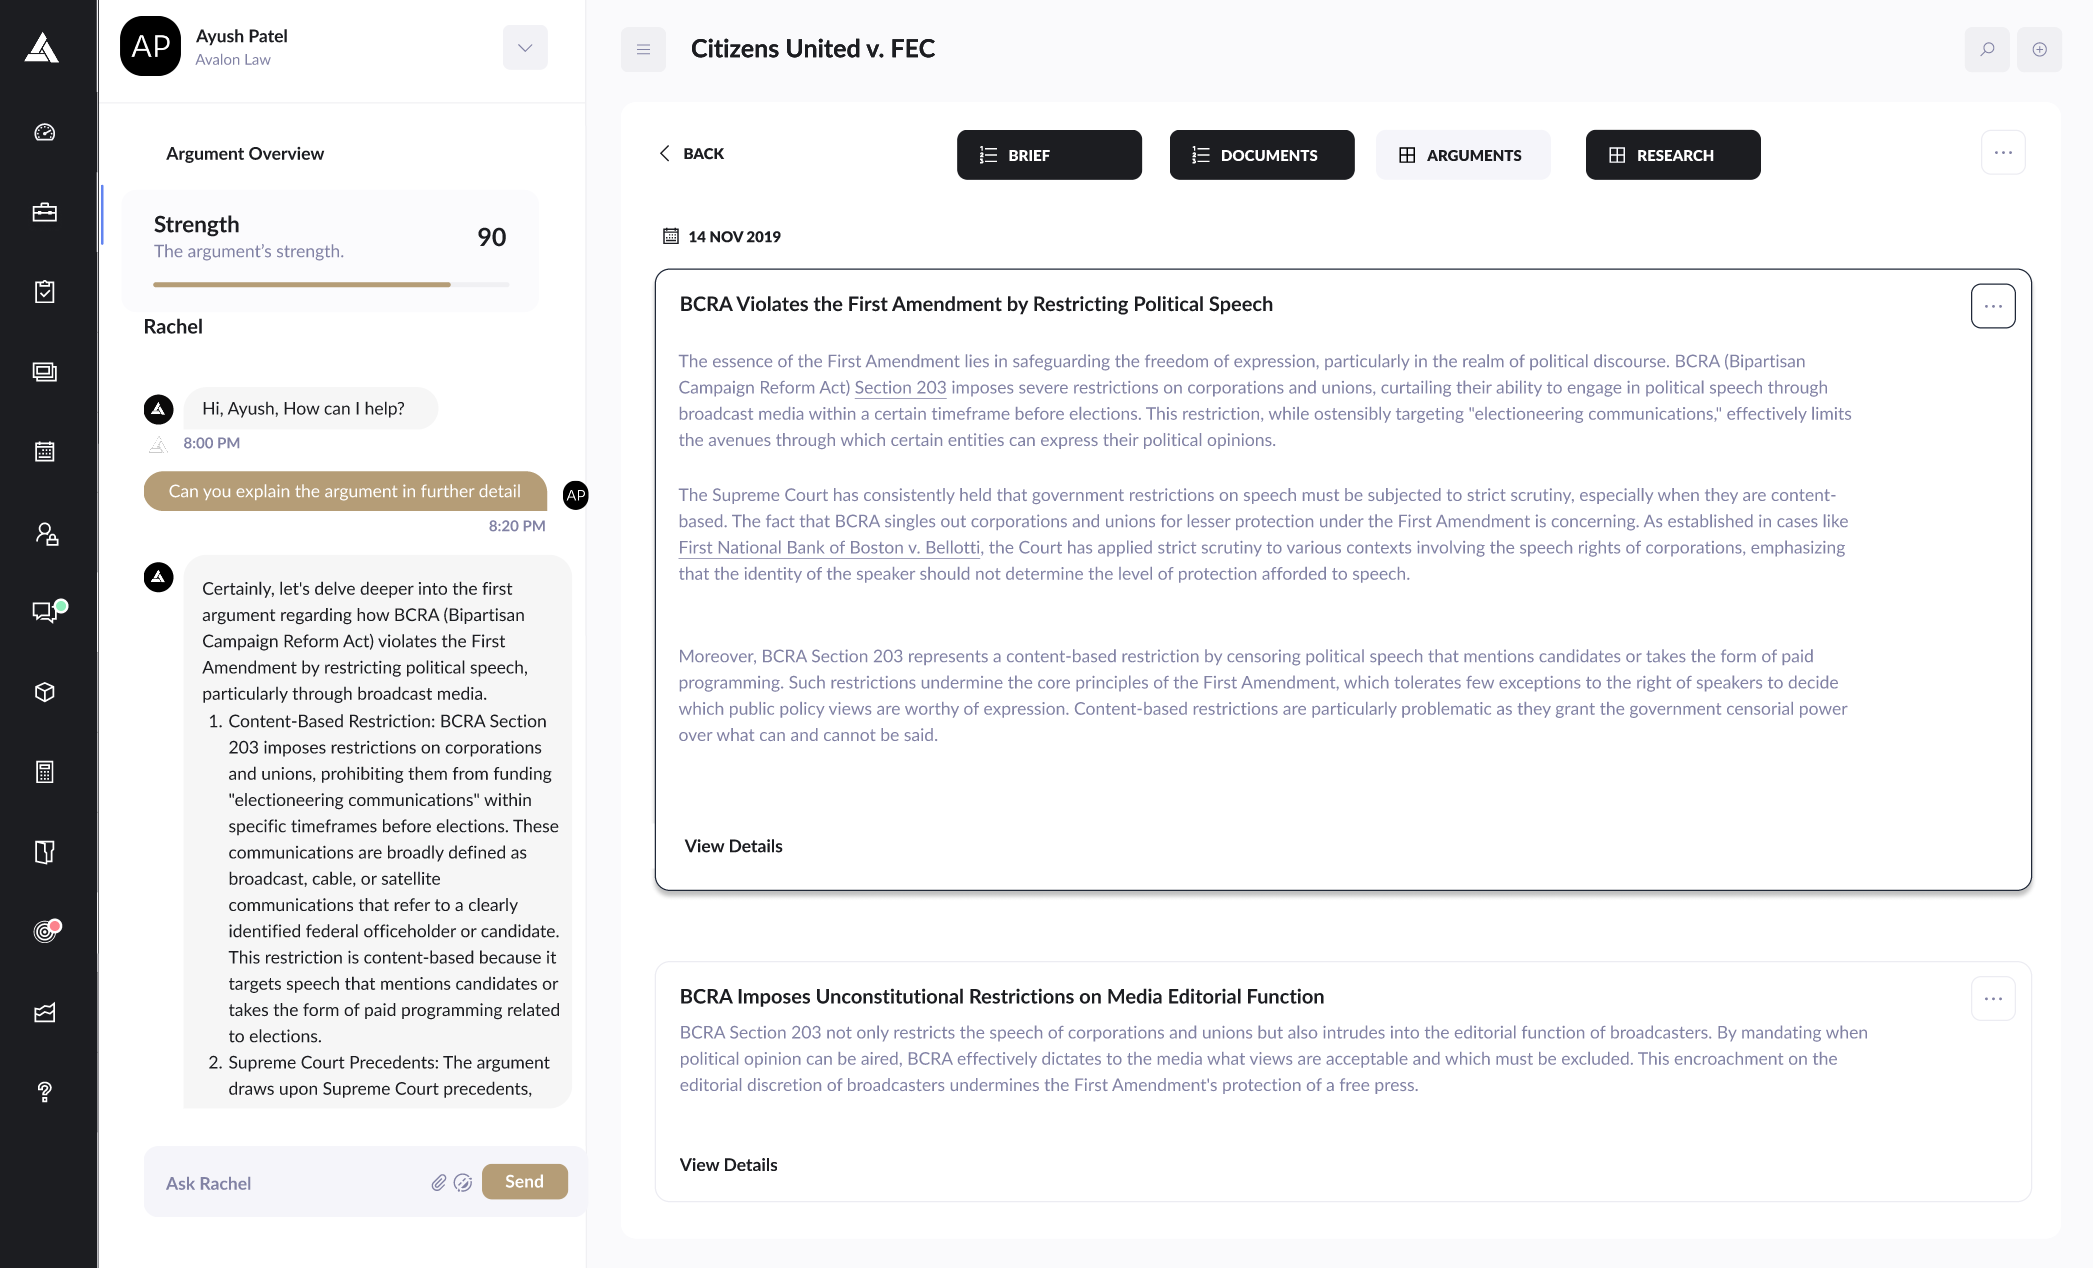 AP
Ayush Patel
Avalon Law
Argument Overview
Strength
The argument's strength.
90
Rachel
Hi, Ayush, How can I help?
8:00 PM
Can you explain the argument in further detail
AP
8:20 PM
Certainly, let's delve deeper into the first
argument regarding how BCRA (Bipartisan
Campaign Reform Act) violates the First
Amendment by restricting political speech,
particularly through broadcast media.
1. Content-Based Restriction: BCRA Section
203 imposes restrictions on corporations
and unions, prohibiting them from funding
"electioneering communications" within
specific timeframes before elections. These
communications are broadly defined as
broadcast, cable, or satellite
communications that refer to a clearly
identified federal officeholder or candidate.
This restriction is content-based because it
targets speech that mentions candidates or
takes the form of paid programming related
to elections.
2. Supreme Court Precedents: The argument
draws upon Supreme Court precedents,
Ask Rachel
Send
Citizens United v. FEC
BACK
BRIEF
DOCUMENTS
ARGUMENTS
RESEARCH
14 NOV 2019
BCRA Violates the First Amendment by Restricting Political Speech
The essence of the First Amendment lies in safeguarding the freedom of expression, particularly in the realm of political discourse. BCRA (Bipartisan
Campaign Reform Act) Section 203 imposes severe restrictions on corporations and unions, curtailing their ability to engage in political speech through
broadcast media within a certain timeframe before elections. This restriction, while ostensibly targeting "electioneering communications," effectively limits
the avenues through which certain entities can express their political opinions.
The Supreme Court has consistently held that government restrictions on speech must be subjected to strict scrutiny, especially when they are content-
based. The fact that BCRA singles out corporations and unions for lesser protection under the First Amendment is concerning. As established in cases like
First National Bank of Boston v. Bellotti, the Court has applied strict scrutiny to various contexts involving the speech rights of corporations, emphasizing
that the identity of the speaker should not determine the level of protection afforded to speech.
Moreover, BCRA Section 203 represents a content-based restriction by censoring political speech that mentions candidates or takes the form of paid
programming. Such restrictions undermine the core principles of the First Amendment, which tolerates few exceptions to the right of speakers to decide
which public policy views are worthy of expression. Content-based restrictions are particularly problematic as they grant the government censorial power
over what can and cannot be said.
View Details
BCRA Imposes Unconstitutional Restrictions on Media Editorial Function
BCRA Section 203 not only restricts the speech of corporations and unions but also intrudes into the editorial function of broadcasters. By mandating when
political opinion can be aired, BCRA effectively dictates to the media what views are acceptable and which must be excluded. This encroachment on the
editorial discretion of broadcasters undermines the First Amendment's protection of a free press.
View Details